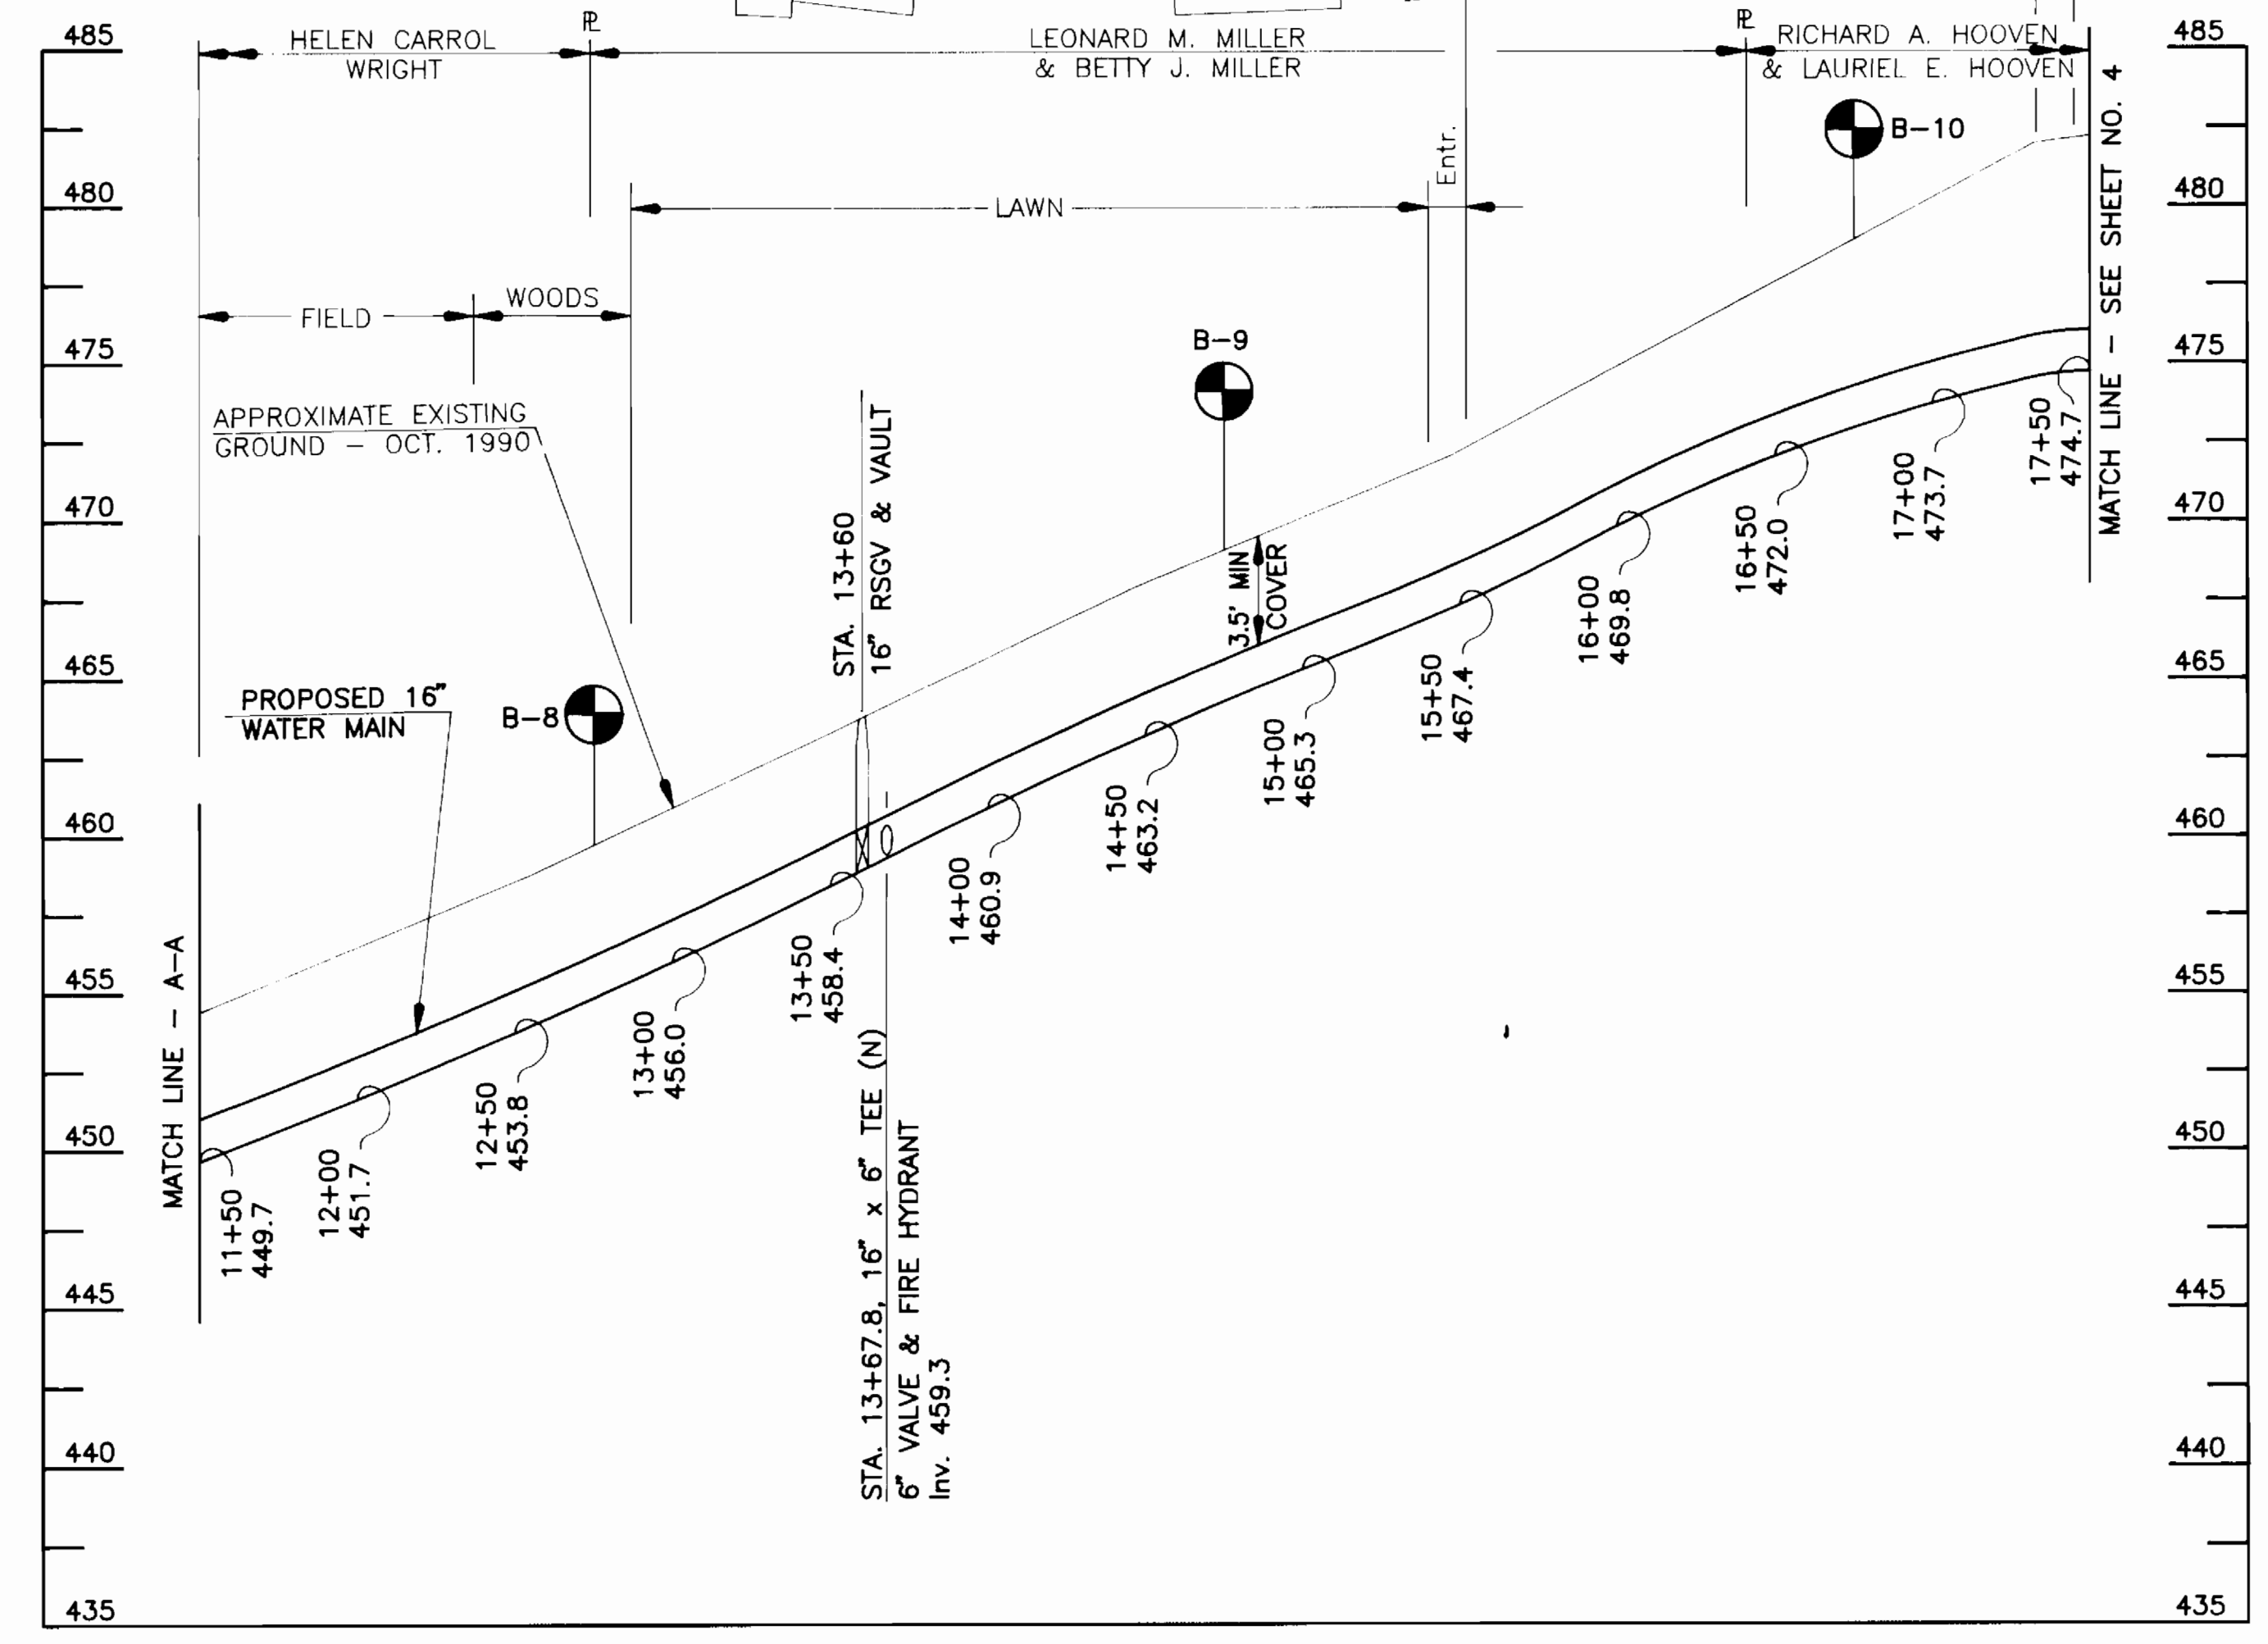 HELEN CARROL
WRIGHT
PL
LEONARD M. MILLER
& BETTY J. MILLER
PL
RICHARD A. HOOVEN
& LAURIEL E. HOOVEN
485
480
475
470
465
460
455
450
445
440
435
485
480
475
470
465
460
455
450
445
440
435
B-10
Entr.
LAWN
FIELD
WOODS
B-9
APPROXIMATE EXISTING
GROUND - OCT. 1990
STA. 13+60
16" RSGV & VAULT
3.5' MIN
COVER
PROPOSED 16"
WATER MAIN
B-8
MATCH LINE - A-A
MATCH LINE - SEE SHEET NO. 4
11+50
449.7
12+00
451.7
12+50
453.8
13+00
456.0
13+50
458.4
14+00
460.9
14+50
463.2
15+00
465.3
15+50
467.4
16+00
469.8
16+50
472.0
17+00
473.7
17+50
474.7
STA. 13+67.8, 16" x 6" TEE (N)
6" VALVE & FIRE HYDRANT
Inv. 459.3